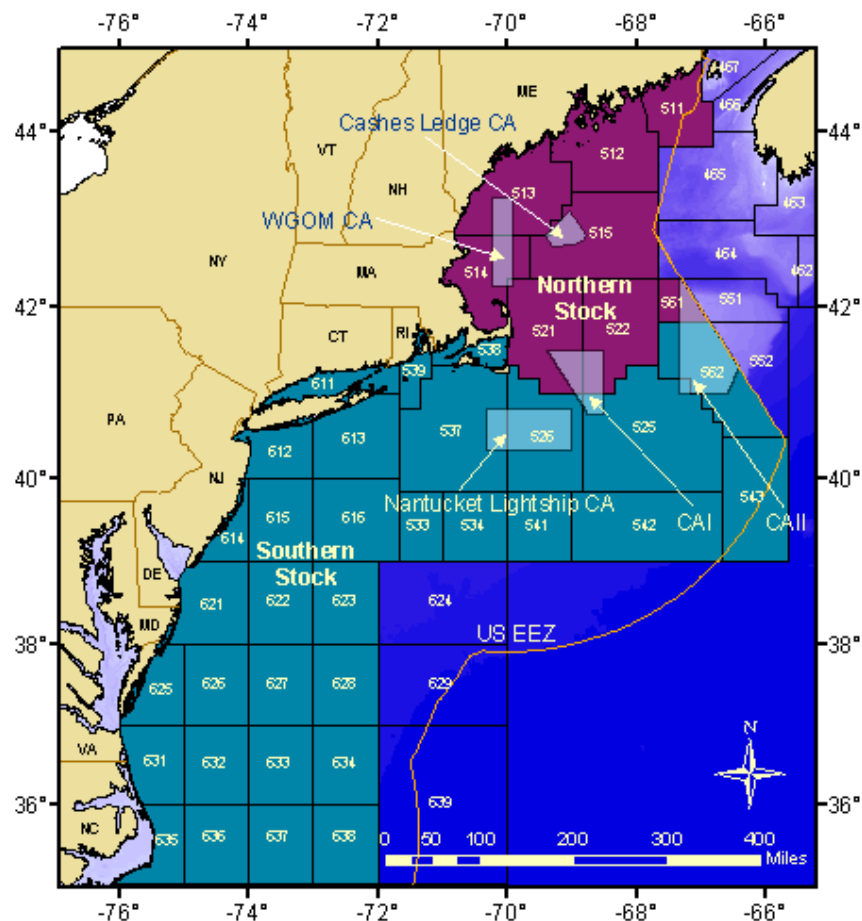 -76° -74° -72° -70° -68° -66°
467
ME
511
466
44°
44°
Cashes Ledge CA
VT
512
465
NH
513
463
WGOM CA
515
NY
464
462
MA
514
Northern
Stock
561
551
42°
42°
CT
RI
521
522
538
552
539
562
611
PA
613
537
526
525
612
40°
40°
NJ
Nantucket Lightship CA
543
615
616
533
534
541
542
CAI
CAII
614
Southern
Stock
DE
621
622
623
624
MD
US EEZ
38°
38°
625
626
627
628
629
N
VA
631
632
633
634
36°
36°
639
NC
635
636
637
638
0 50 100 200 300 400
Miles
-76° -74° -72° -70° -68° -66°